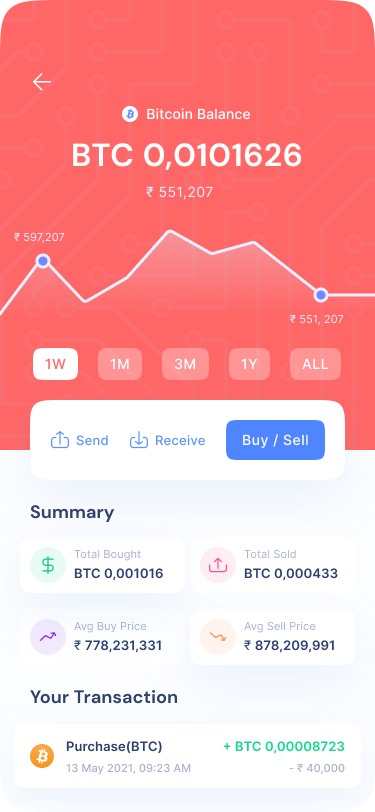 Bitcoin Balance
BTC 0,0101626
₹ 551,207
₹ 597,207
₹ 551, 207
1W 1M 3M 1Y ALL
Send Receive Buy / Sell
Summary
Total Bought Total Sold
BTC 0,001016 BTC 0,000433
Avg Buy Price Avg Sell Price
₹ 778,231,331 ₹ 878,209,991
Your Transaction
Purchase(BTC) + BTC 0,00008723
13 May 2021, 09:23 AM - ₹ 40,000